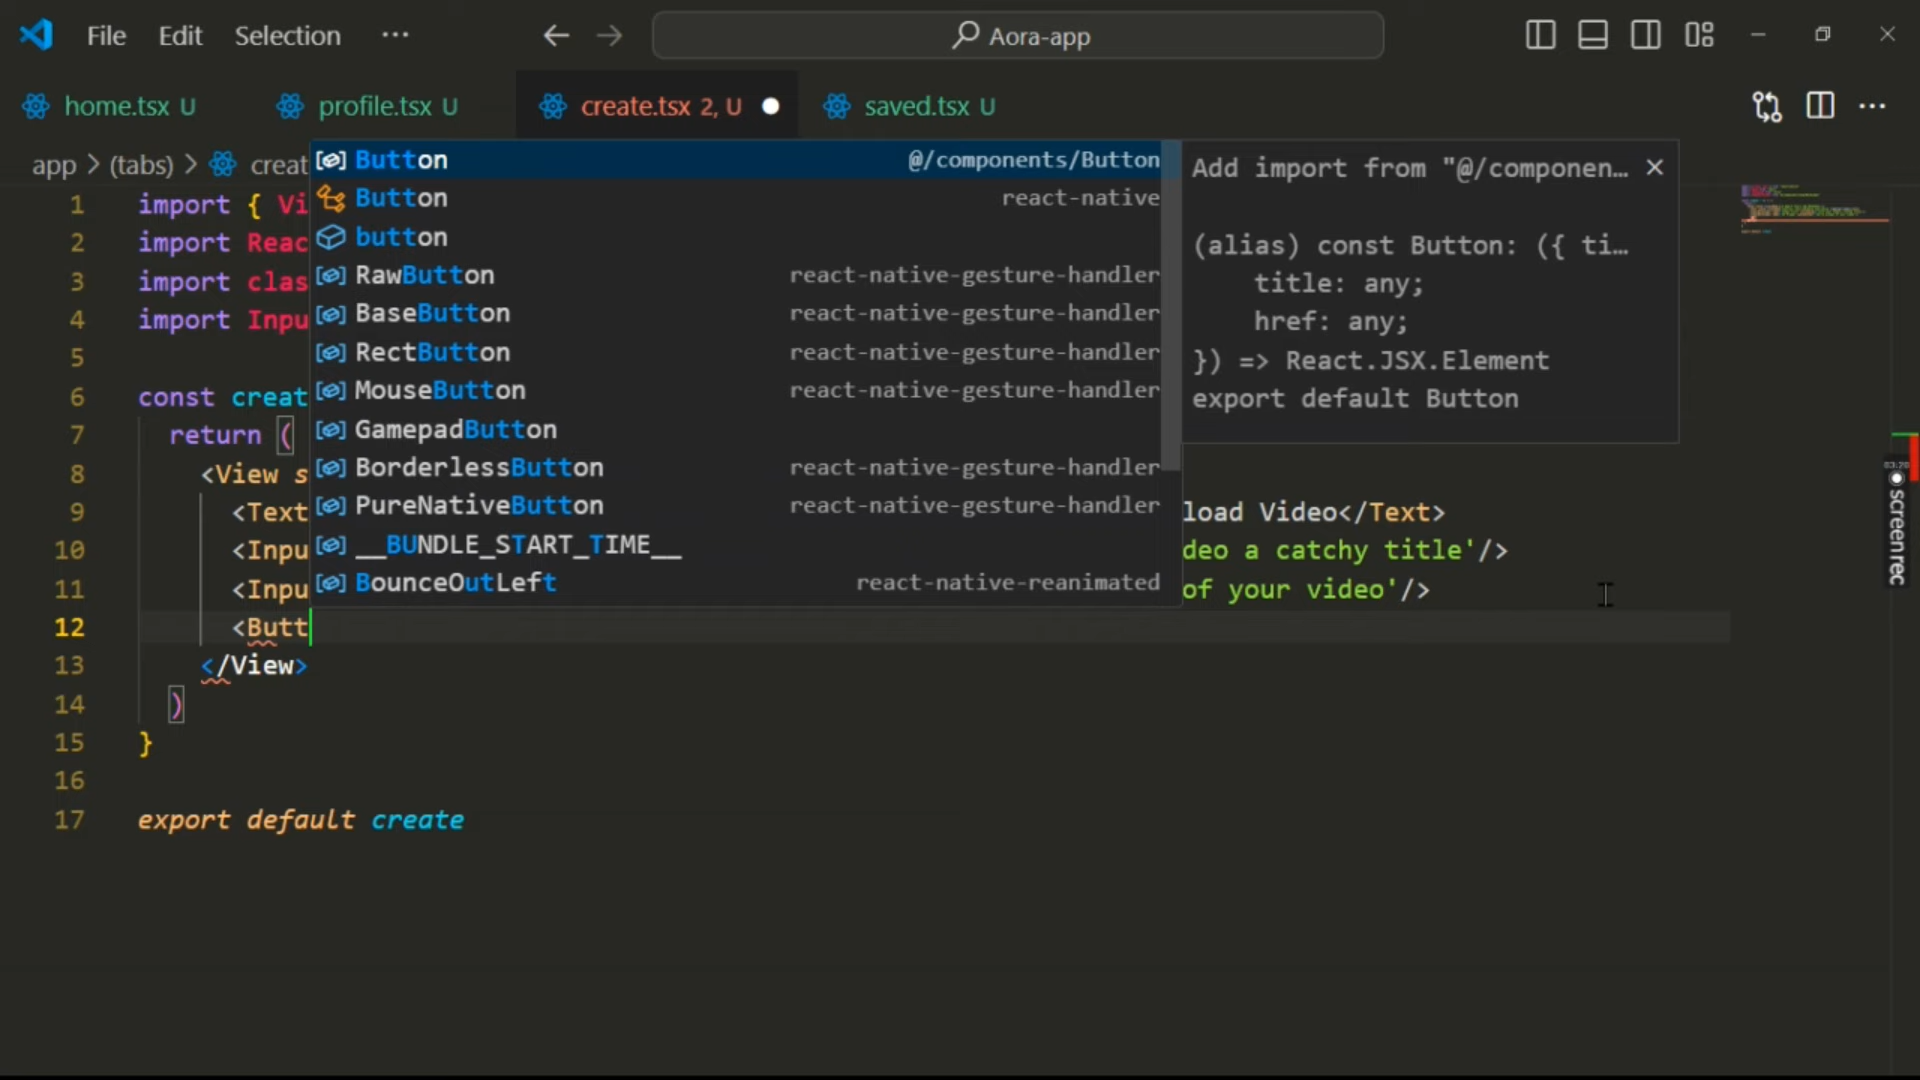 File Edit Selection ··· Aora-app
home.tsx U profile.tsx U create.tsx 2, U saved.tsx U
app > (tabs) > creat
Button @/components/Button
Button react-native
button
RawButton react-native-gesture-handler
BaseButton react-native-gesture-handler
RectButton react-native-gesture-handler
MouseButton react-native-gesture-handler
GamepadButton
BorderlessButton react-native-gesture-handler
PureNativeButton react-native-gesture-handler
__BUNDLE_START_TIME__
BounceOutLeft react-native-reanimated
Add import from "@/componen…
(alias) const Button: ({ ti…
title: any;
href: any;
}) => React.JSX.Element
export default Button
1 import { Vi
2 import Reac
3 import clas
4 import Inpu
5
6 const creat
7 return (
8 <View s
9 <Text load Video</Text>
10 <Inpu deo a catchy title'/>
11 <Inpu of your video'/>
12 <Butt
13 </View>
14 )
15 }
16
17 export default create
screenrec